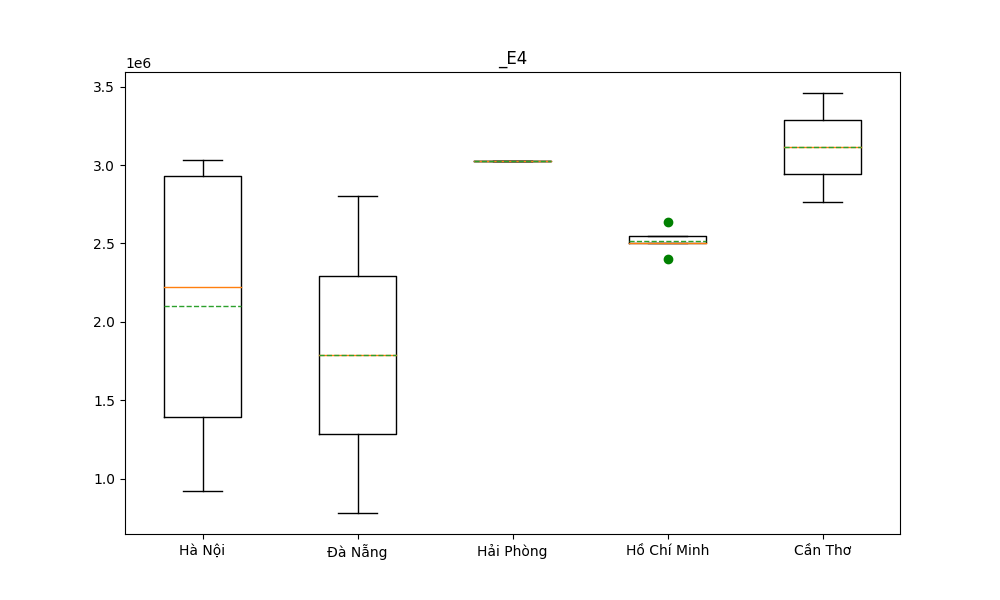 _E4
1e6
3.5
3.0
2.5
2.0
1.5
1.0
Hà Nội
Đà Nẵng
Hải Phòng
Hồ Chí Minh
Cần Thơ